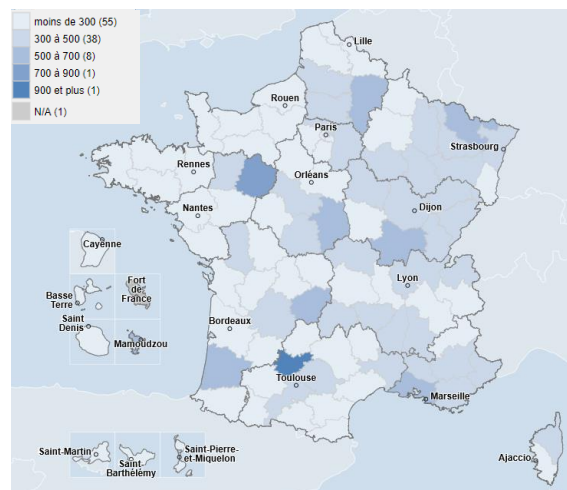 moins de 300 (55)
300 à 500 (38)
500 à 700 (8)
700 à 900 (1)
900 et plus (1)
N/A (1)
Lille
Rouen
Paris
Strasbourg
Rennes
Orléans
Nantes
Dijon
Cayenne
Lyon
Basse
Terre
Fort
de
France
Saint
Denis
Bordeaux
Mamoudzou
Toulouse
Marseille
Saint-Martin
Saint-
Barthélémy
Saint-Pierre-
et-Miquelon
Ajaccio